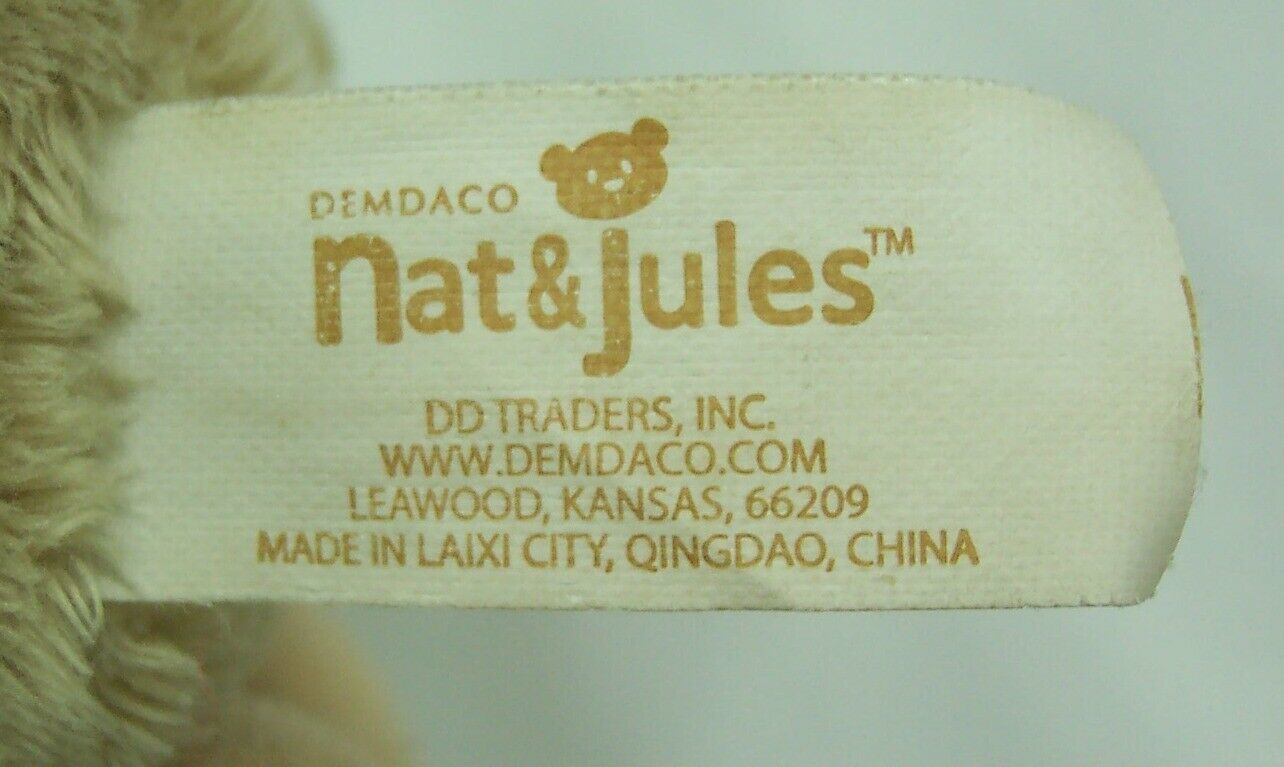 DEMDACO
nat&jules™
DD TRADERS, INC.
WWW.DEMDACO.COM
LEAWOOD, KANSAS, 66209
MADE IN LAIXI CITY, QINGDAO, CHINA